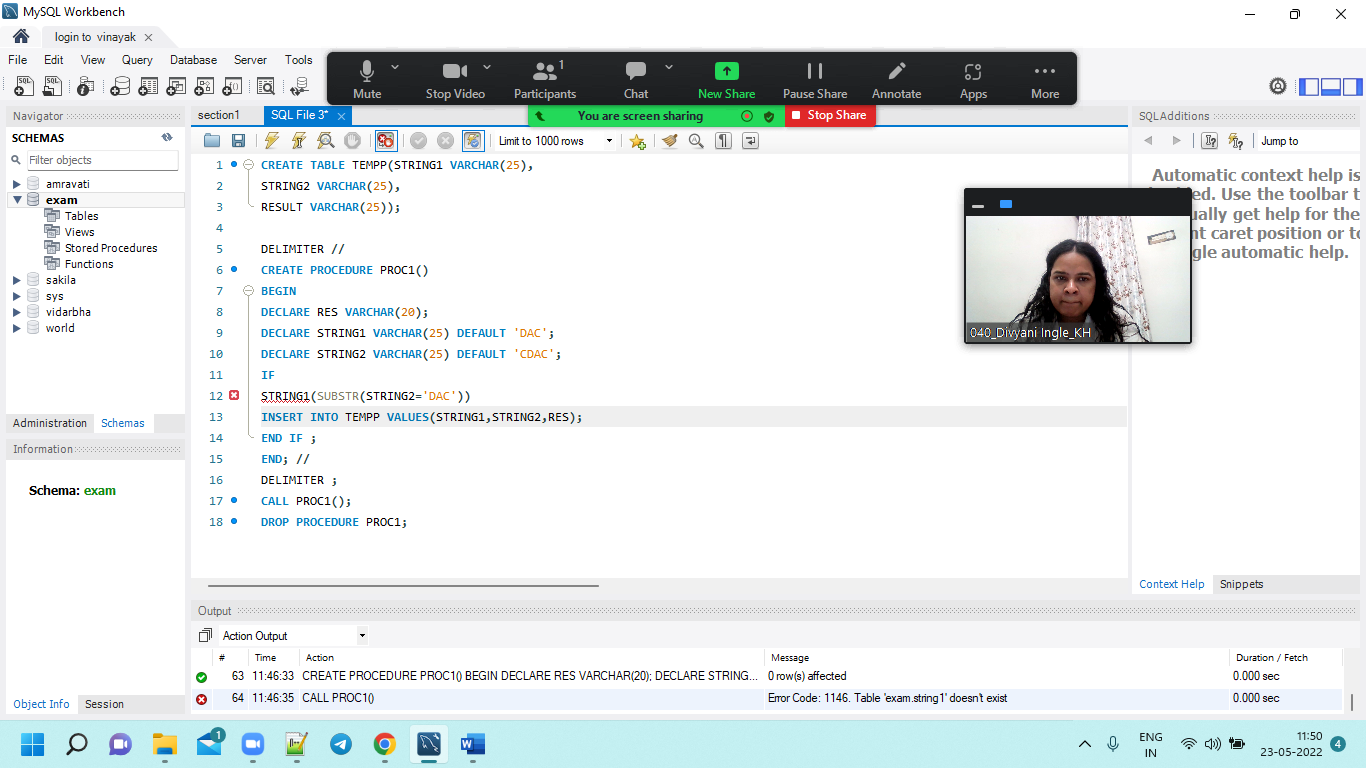 MySQL Workbench
login to vinayak
File Edit View Query Database Server Tools
Mute
Stop Video
1
Participants
Chat
New Share
Pause Share
Annotate
Apps
More
You are screen sharing
Stop Share
Navigator
SCHEMAS
Filter objects
amravati
exam
Tables
Views
Stored Procedures
Functions
sakila
sys
vidarbha
world
Administration Schemas
Information
Schema: exam
Object Info Session
section1
SQL File 3*
Limit to 1000 rows
1 CREATE TABLE TEMPP(STRING1 VARCHAR(25),
2 STRING2 VARCHAR(25),
3 RESULT VARCHAR(25));
4
5 DELIMITER //
6 CREATE PROCEDURE PROC1()
7 BEGIN
8 DECLARE RES VARCHAR(20);
9 DECLARE STRING1 VARCHAR(25) DEFAULT 'DAC';
10 DECLARE STRING2 VARCHAR(25) DEFAULT 'CDAC';
11 IF
12 STRING1(SUBSTR(STRING2='DAC'))
13 INSERT INTO TEMPP VALUES(STRING1,STRING2,RES);
14 END IF ;
15 END; //
16 DELIMITER ;
17 CALL PROC1();
18 DROP PROCEDURE PROC1;
SQLAdditions
Jump to
Automatic context help is
Use the toolbar
get help for the
caret position or
automatic help.
040_Divyani Ingle_KH
Context Help Snippets
Output
Action Output
# Time Action Message Duration / Fetch
63 11:46:33 CREATE PROCEDURE PROC1() BEGIN DECLARE RES VARCHAR(20); DECLARE STRING... 0 row(s) affected 0.000 sec
64 11:46:35 CALL PROC1() Error Code: 1146. Table 'exam.string1' doesn't exist 0.000 sec
1
ENG
IN
11:50
23-05-2022
4